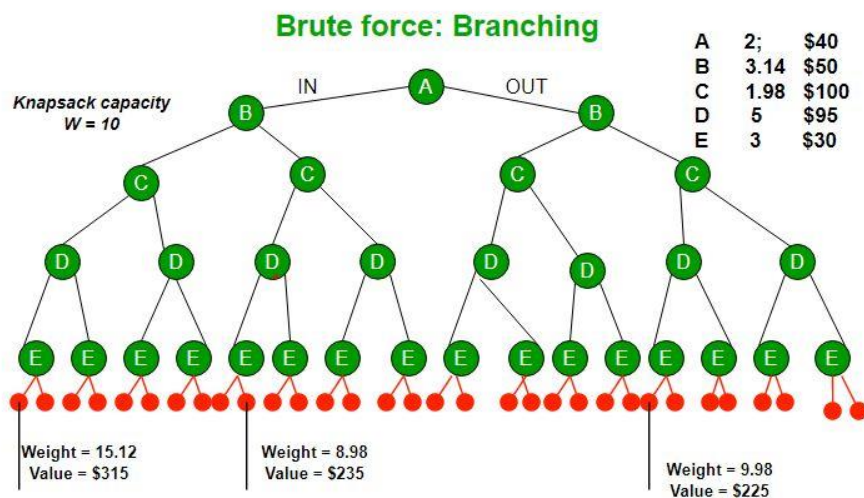 Brute force: Branching
A 2; $40
B 3.14 $50
C 1.98 $100
D 5 $95
E 3 $30
Knapsack capacity
W = 10
IN
OUT
A
B B
C C C C
D D D D D D D D
E E E E E E E E E E E E E E E E
Weight = 15.12
Value = $315
Weight = 8.98
Value = $235
Weight = 9.98
Value = $225